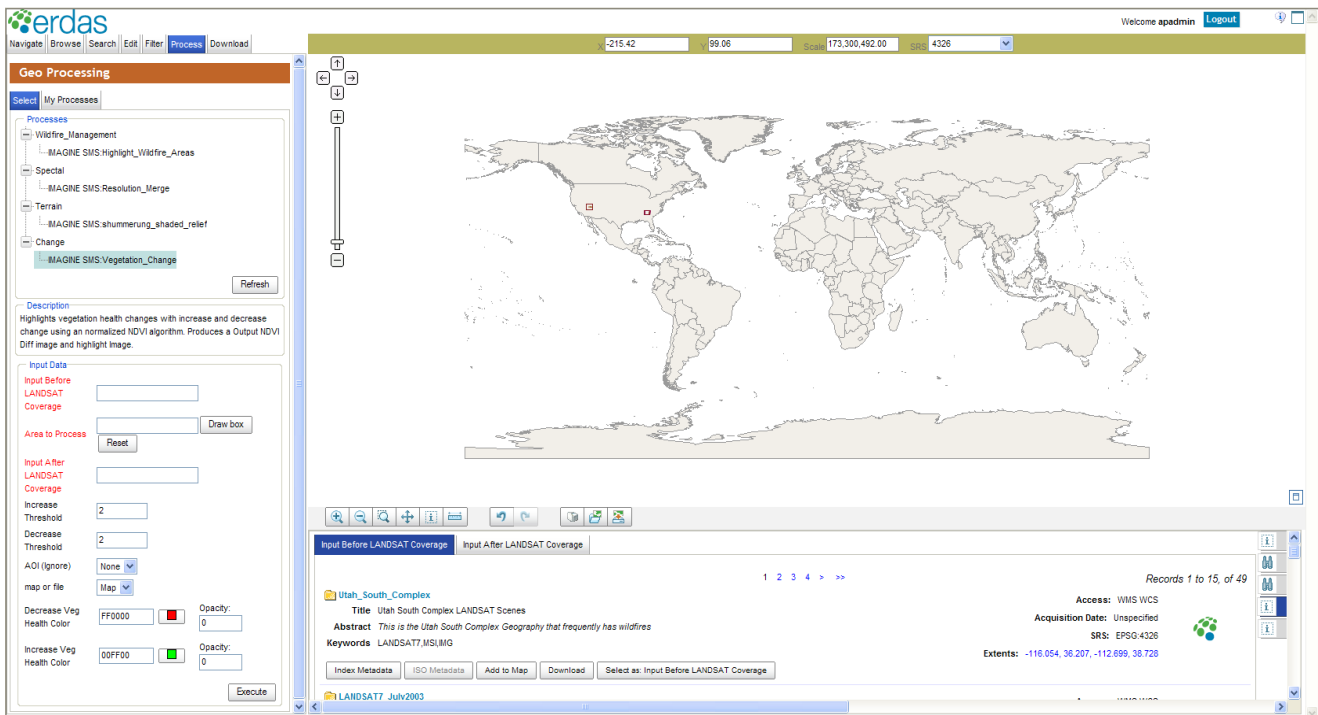 erdas
Welcome apadmin Logout
Navigate Browse Search Edit Filter Process Download
X -215.42 Y 99.06 Scale 173,300,492.00 SRS 4326
Geo Processing
Select My Processes
Processes
Wildfire_Management
IMAGINE SMS:Highlight_Wildfire_Areas
Spectal
IMAGINE SMS:Resolution_Merge
Terrain
IMAGINE SMS:shummerung_shaded_relief
Change
IMAGINE SMS:Vegetation_Change
Refresh
Description
Highlights vegetation health changes with increase and decrease
change using an normalized NDVI algorithm. Produces a Output NDVI
Diff image and highlight Image.
Input Data
Input Before
LANDSAT
Coverage
Area to Process
Draw box
Reset
Input After
LANDSAT
Coverage
Increase
Threshold
2
Decrease
Threshold
2
AOI (Ignore) None
map or file Map
Decrease Veg
Health Color
FF0000
Opacity:
0
Increase Veg
Health Color
00FF00
Opacity:
0
Execute
Input Before LANDSAT Coverage Input After LANDSAT Coverage
1 2 3 4 > >>
Records 1 to 15, of 49
Utah_South_Complex
Title Utah South Complex LANDSAT Scenes
Abstract This is the Utah South Complex Geography that frequently has wildfires
Keywords LANDSAT7,MSI,IMG
Access: WMS WCS
Acquisition Date: Unspecified
SRS: EPSG:4326
Extents: -116.054, 36.207, -112.699, 38.728
Index Metadata ISO Metadata Add to Map Download Select as: Input Before LANDSAT Coverage
LANDSAT7_July2003